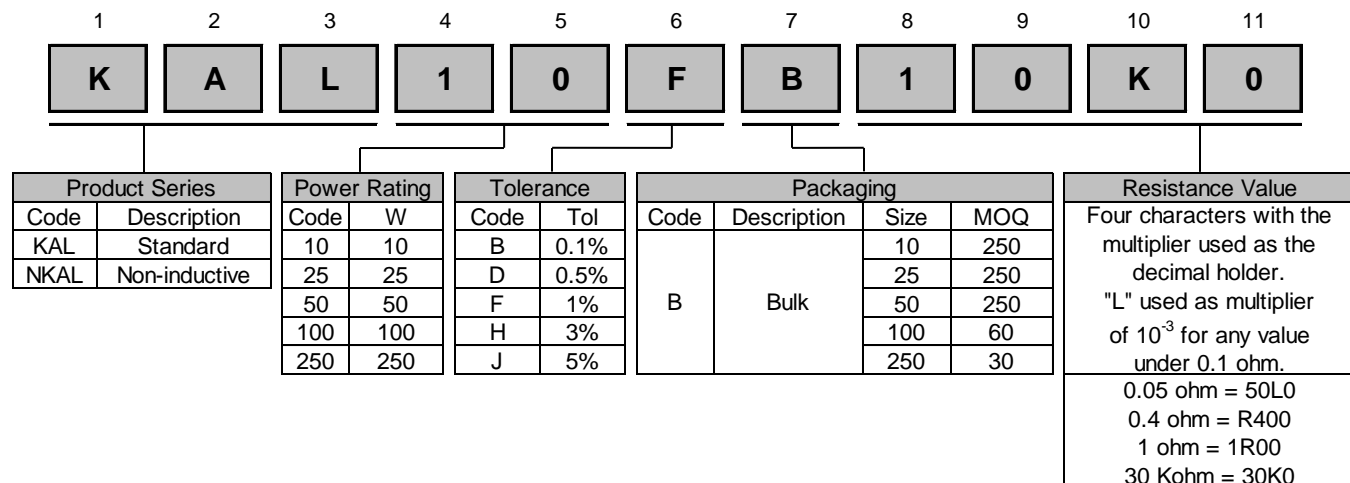 1 2 3 4 5 6 7 8 9 10 11
K A L 1 0 F B 1 0 K 0
Product Series
Code Description
KAL Standard
NKAL Non-inductive
Power Rating
Code W
10 10
25 25
50 50
100 100
250 250
Tolerance
Code Tol
B 0.1%
D 0.5%
F 1%
H 3%
J 5%
Packaging
Code Description Size MOQ
B Bulk
10 250
25 250
50 250
100 60
250 30
Resistance Value
Four characters with the
multiplier used as the
decimal holder.
"L" used as multiplier
of 10⁻³ for any value
under 0.1 ohm.
0.05 ohm = 50L0
0.4 ohm = R400
1 ohm = 1R00
30 Kohm = 30K0